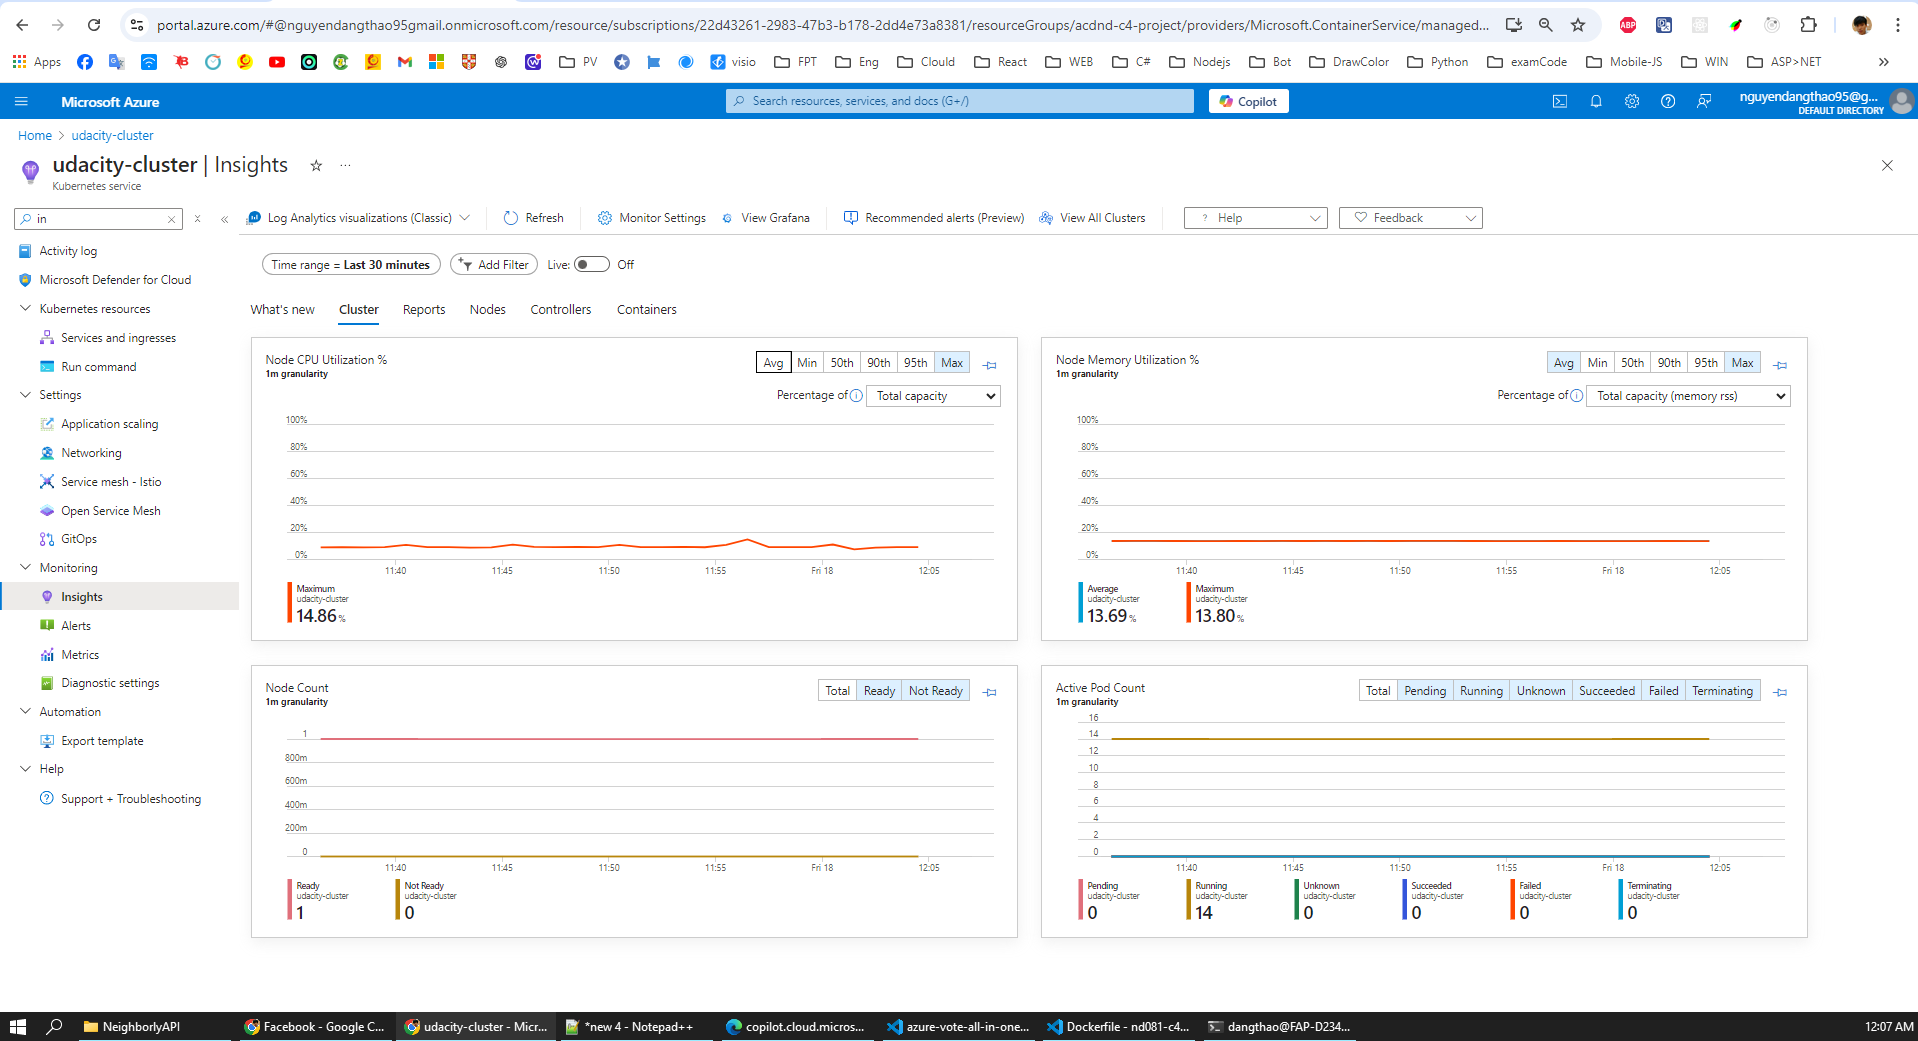 portal.azure.com/#@nguyendangthao95gmail.onmicrosoft.com/resource/subscriptions/22d43261-2983-47b3-b178-2dd4e73a8381/resourceGroups/acdnd-c4-project/providers/Microsoft.ContainerService/managed...
Apps PV visio FPT Eng Clould React WEB C# Nodejs Bot DrawColor Python examCode Mobile-JS WIN ASP>NET
Microsoft Azure
Search resources, services, and docs (G+/)
Copilot
nguyendangthao95@g...
DEFAULT DIRECTORY
Home > udacity-cluster
udacity-cluster | Insights
Kubernetes service
in
Log Analytics visualizations (Classic) Refresh Monitor Settings View Grafana Recommended alerts (Preview) View All Clusters ? Help Feedback
Activity log
Microsoft Defender for Cloud
Kubernetes resources
Services and ingresses
Run command
Settings
Application scaling
Networking
Service mesh - Istio
Open Service Mesh
GitOps
Monitoring
Insights
Alerts
Metrics
Diagnostic settings
Automation
Export template
Help
Support + Troubleshooting
Time range = Last 30 minutes Add Filter Live: Off
What's new Cluster Reports Nodes Controllers Containers
Node CPU Utilization %
1m granularity
Avg Min 50th 90th 95th Max
Percentage of Total capacity
100%
80%
60%
40%
20%
0%
11:40 11:45 11:50 11:55 Fri 18 12:05
Maximum
udacity-cluster
14.86 %
Node Memory Utilization %
1m granularity
Avg Min 50th 90th 95th Max
Percentage of Total capacity (memory rss)
100%
80%
60%
40%
20%
0%
11:40 11:45 11:50 11:55 Fri 18 12:05
Average Maximum
udacity-cluster udacity-cluster
13.69 % 13.80 %
Node Count
1m granularity
Total Ready Not Ready
1
800m
600m
400m
200m
0
11:40 11:45 11:50 11:55 Fri 18 12:05
Ready Not Ready
udacity-cluster udacity-cluster
1 0
Active Pod Count
1m granularity
Total Pending Running Unknown Succeeded Failed Terminating
16
14
12
10
8
6
4
2
0
11:40 11:45 11:50 11:55 Fri 18 12:05
Pending Running Unknown Succeeded Failed Terminating
udacity-cluster udacity-cluster udacity-cluster udacity-cluster udacity-cluster udacity-cluster
0 14 0 0 0 0
NeighborlyAPI Facebook - Google C... udacity-cluster - Micr... *new 4 - Notepad++ copilot.cloud.micros... azure-vote-all-in-one... Dockerfile - nd081-c4... dangthao@FAP-D234... 12:07 AM